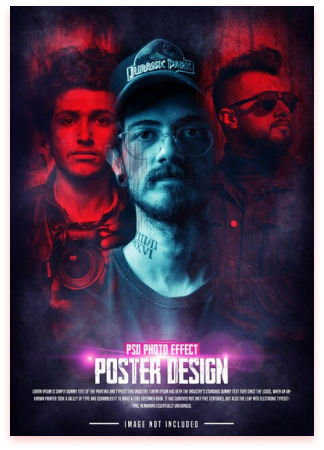 JURASSIC PARK
PSD PHOTO EFFECT
POSTER DESIGN
LOREM IPSUM IS SIMPLY DUMMY TEXT OF THE PRINTING AND TYPESETTING INDUSTRY. LOREM IPSUM HAS BEEN THE INDUSTRY'S STANDARD DUMMY TEXT EVER SINCE THE 1500S, WHEN AN UN-
KNOWN PRINTER TOOK A GALLEY OF TYPE AND SCRAMBLED IT TO MAKE A TYPE SPECIMEN BOOK. IT HAS SURVIVED NOT ONLY FIVE CENTURIES, BUT ALSO THE LEAP INTO ELECTRONIC TYPESET-
TING, REMAINING ESSENTIALLY UNCHANGED.
IMAGE NOT INCLUDED